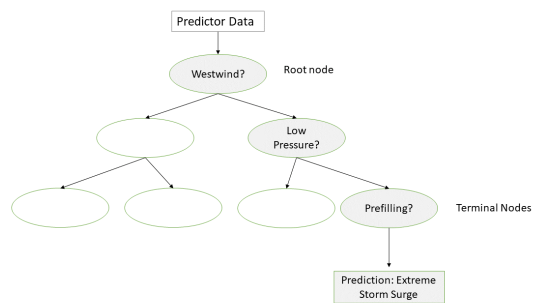 Predictor Data
Westwind?
Root node
Low
Pressure?
Prefilling?
Terminal Nodes
Prediction: Extreme
Storm Surge